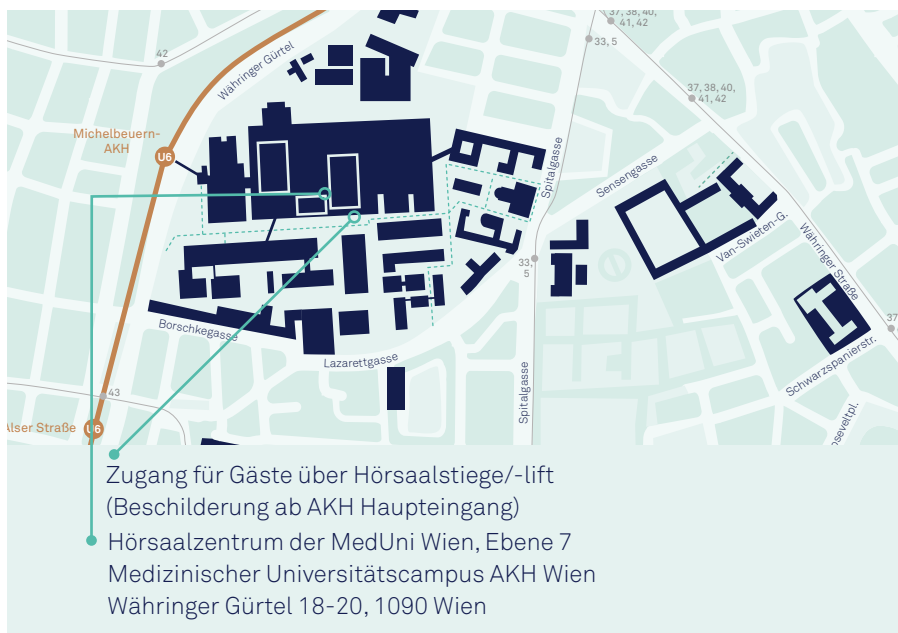 37, 38, 40,
41, 42
33, 5
42
Währinger Gürtel
37, 38, 40,
41, 42
Michelbeuern-
AKH
U6
Spitalgasse
Sensengasse
Van-Swieten-G.
Währinger Straße
33,
5
37
Borschkegasse
Lazarettgasse
Schwarzspanierstr.
Spitalgasse
43
Alser Straße
U6
oseveltpl.
Zugang für Gäste über Hörsaalstiege/-lift
(Beschilderung ab AKH Haupteingang)
Hörsaalzentrum der MedUni Wien, Ebene 7
Medizinischer Universitätscampus AKH Wien
Währinger Gürtel 18-20, 1090 Wien